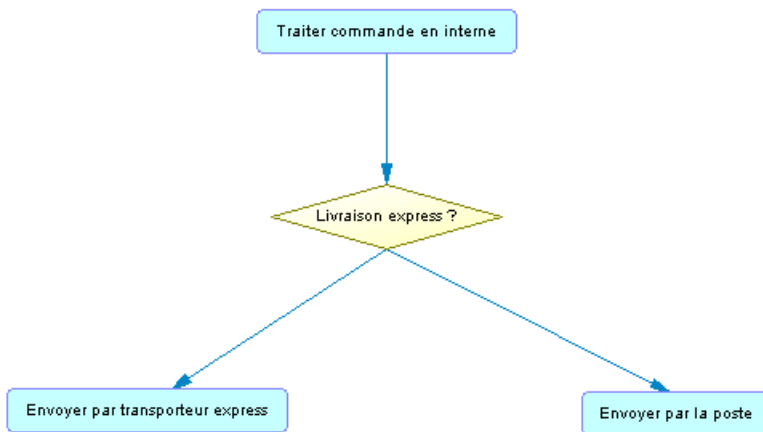 Traiter commande en interne
Livraison express ?
Envoyer par transporteur express
Envoyer par la poste